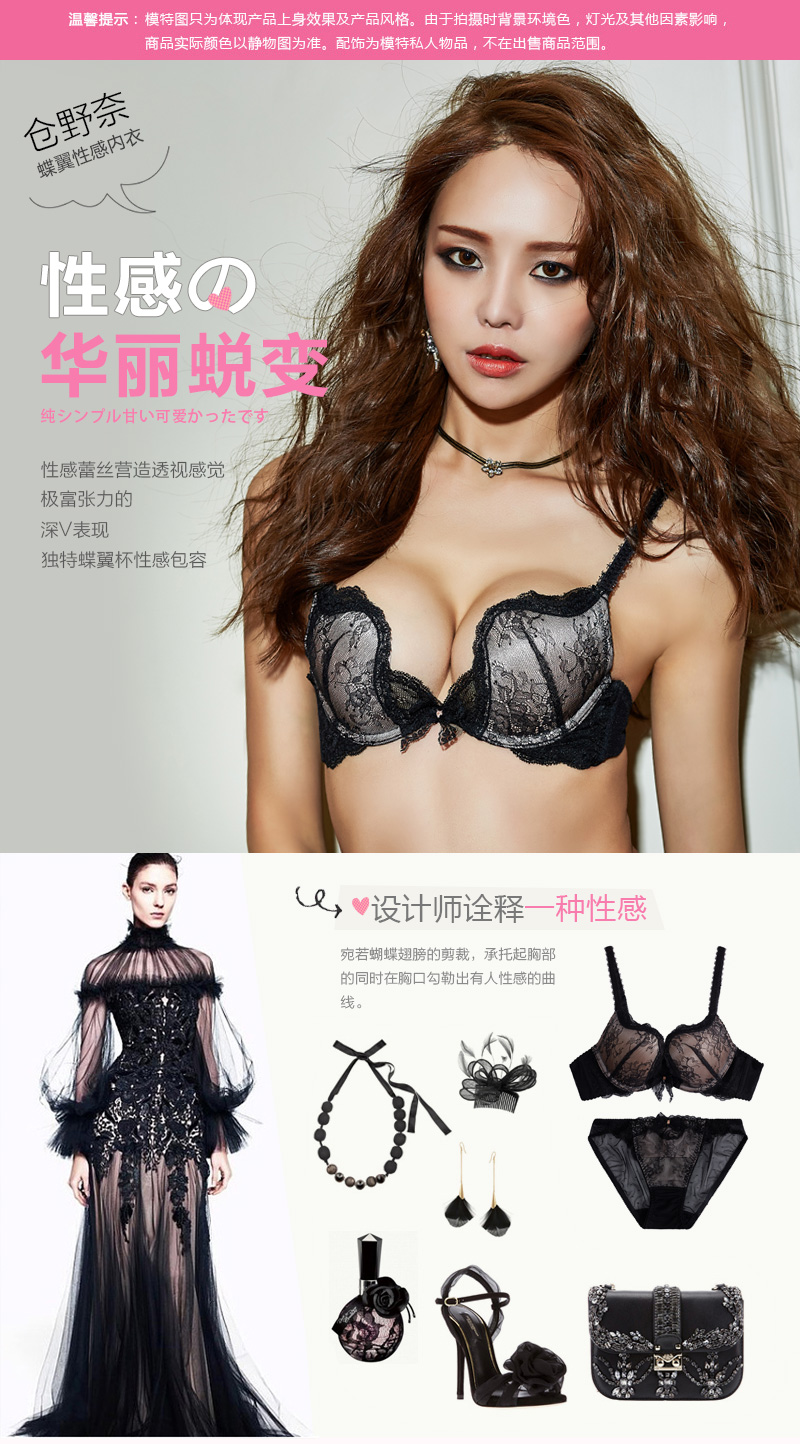 温馨提示：模特图只为体现产品上身效果及产品风格。由于拍摄时背景环境色，灯光及其他因素影响，
商品实际颜色以静物图为准。配饰为模特私人物品，不在出售商品范围。
仓野奈
蝶翼性感内衣
性感の
华丽蜕变
纯シンプル甘い可爱かったです
性感蕾丝营造透视感觉
极富张力的
深V表现
独特蝶翼杯性感包容
设计师诠释一种性感
宛若蝴蝶翅膀的剪裁，承托起胸部
的同时在胸口勾勒出有人性感的曲
线。